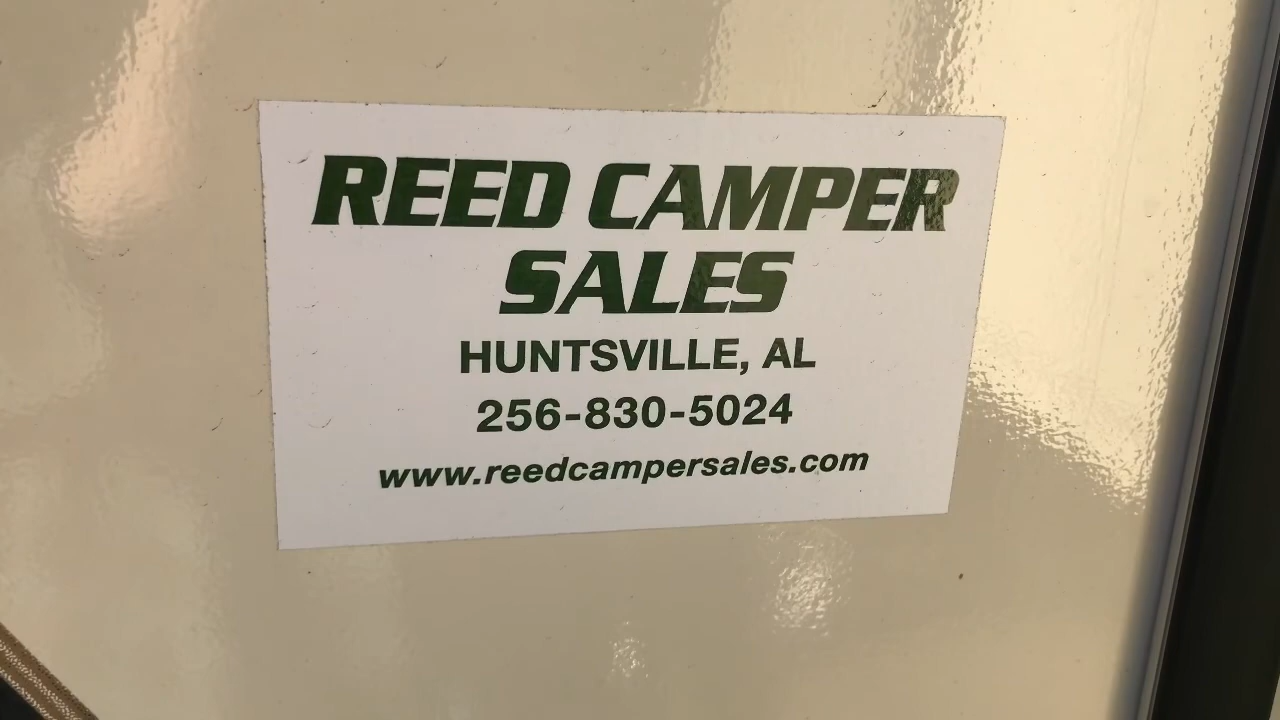 REED CAMPER
SALES
HUNTSVILLE, AL
256-830-5024
www.reedcampersales.com